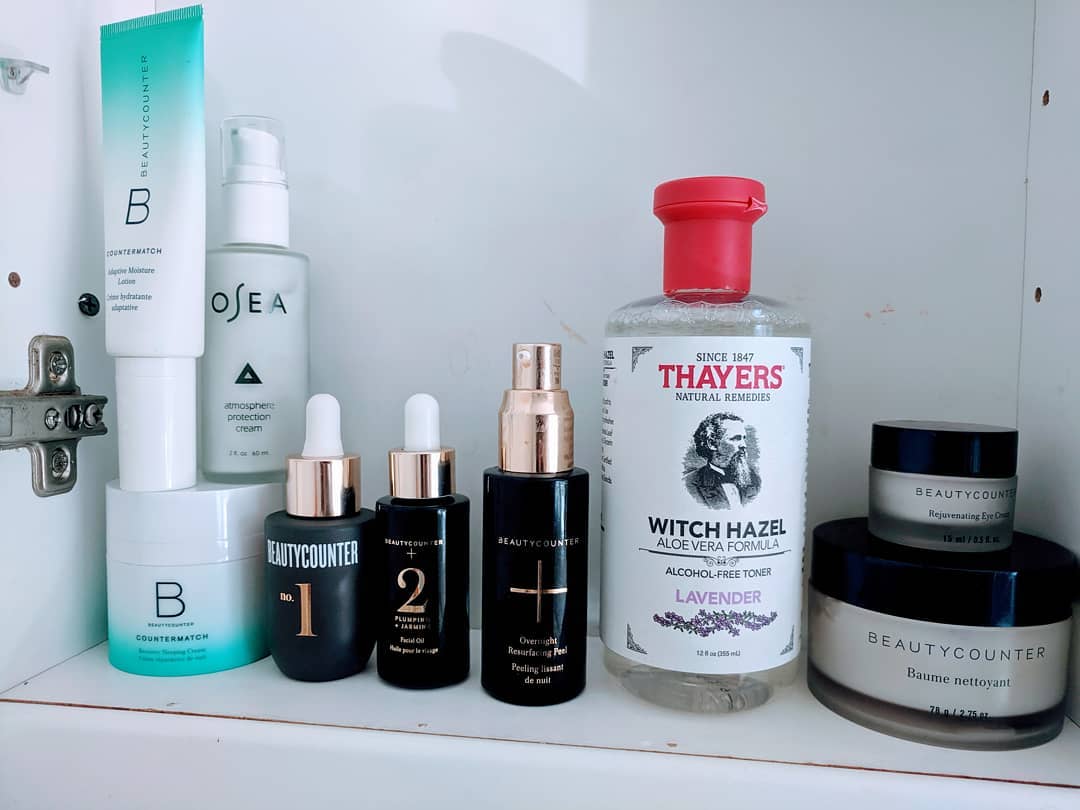 BEAUTYCOUNTER
B
COUNTERMATCH
Adaptive Moisture
Lotion
Crème hydratante
adaptative
OSEA
atmosphere
protection
cream
2 fl. oz. 60 mL
B
BEAUTYCOUNTER
COUNTERMATCH
BEAUTYCOUNTER
no. 1
BEAUTYCOUNTER
+
2
PLUMPING
+ JASMINE
Facial Oil
Huile pour le visage
BEAUTYCOUNTER
+
Overnight
Resurfacing Peel
Peeling lissant
de nuit
SINCE 1847
THAYERS
NATURAL REMEDIES
WITCH HAZEL
ALOE VERA FORMULA
ALCOHOL-FREE TONER
LAVENDER
12 fl oz (355 mL)
BEAUTYCOUNTER
Rejuvenating Eye Cream
15 ml / 0.5 fl. oz.
BEAUTYCOUNTER
Baume nettoyant
78 g / 2.75 oz